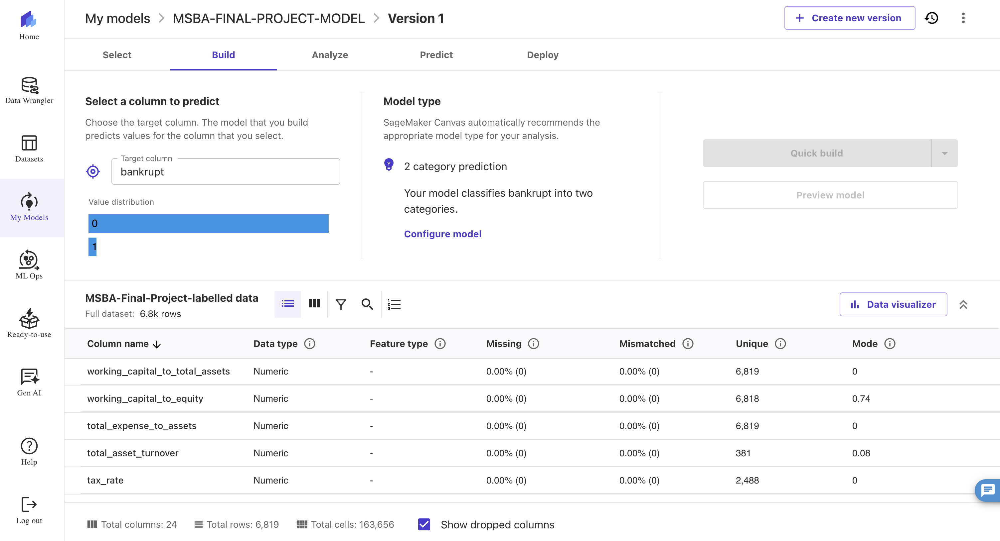 Home
Data Wrangler
Datasets
My Models
ML Ops
Ready-to-use
Gen AI
Help
Log out
My models > MSBA-FINAL-PROJECT-MODEL > Version 1
+ Create new version
Select Build Analyze Predict Deploy
Select a column to predict
Choose the target column. The model that you build
predicts values for the column that you select.
Target column
bankrupt
Value distribution
0
1
Model type
SageMaker Canvas automatically recommends the
appropriate model type for your analysis.
2 category prediction
Your model classifies bankrupt into two
categories.
Configure model
Quick build
Preview model
MSBA-Final-Project-labelled data
Full dataset: 6.8k rows
Data visualizer
Column name Data type Feature type Missing Mismatched Unique Mode
working_capital_to_total_assets Numeric - 0.00% (0) 0.00% (0) 6,819 0
working_capital_to_equity Numeric - 0.00% (0) 0.00% (0) 6,818 0.74
total_expense_to_assets Numeric - 0.00% (0) 0.00% (0) 6,819 0
total_asset_turnover Numeric - 0.00% (0) 0.00% (0) 381 0.08
tax_rate Numeric - 0.00% (0) 0.00% (0) 2,488 0
Total columns: 24 Total rows: 6,819 Total cells: 163,656 Show dropped columns